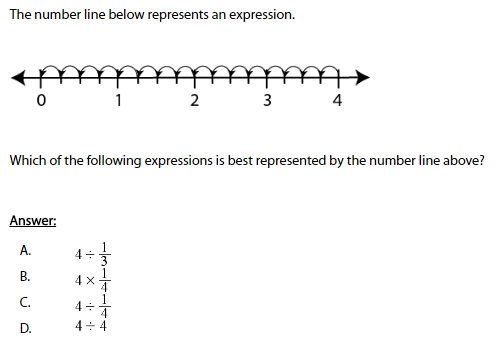 The number line below represents an expression.
0 1 2 3 4
Which of the following expressions is best represented by the number line above?
Answer:
A. 4 ÷ 1/3
B. 4 × 1/4
C. 4 ÷ 1/4
D. 4 ÷ 4